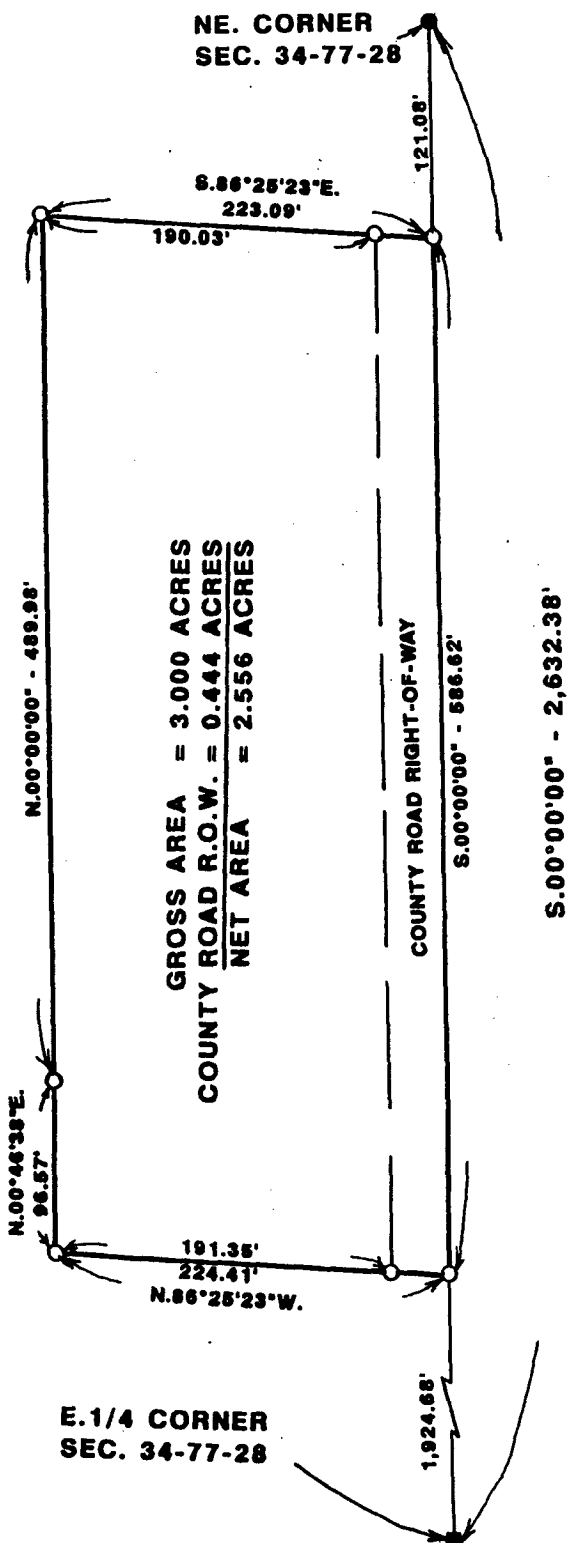 NE. CORNER
SEC. 34-77-28
121.08'
S.86°25'23"E.
223.09'
190.03'
N.00°00'00" - 489.98'
GROSS AREA = 3.000 ACRES
COUNTY ROAD R.O.W. = 0.444 ACRES
NET AREA = 2.556 ACRES
COUNTY ROAD RIGHT-OF-WAY
S.00°00'00" - 586.62'
S.00°00'00" - 2,632.38'
N.00°46'38"E.
96.57'
191.35'
224.41'
N.86°25'23"W.
E.1/4 CORNER
SEC. 34-77-28
1,924.68'